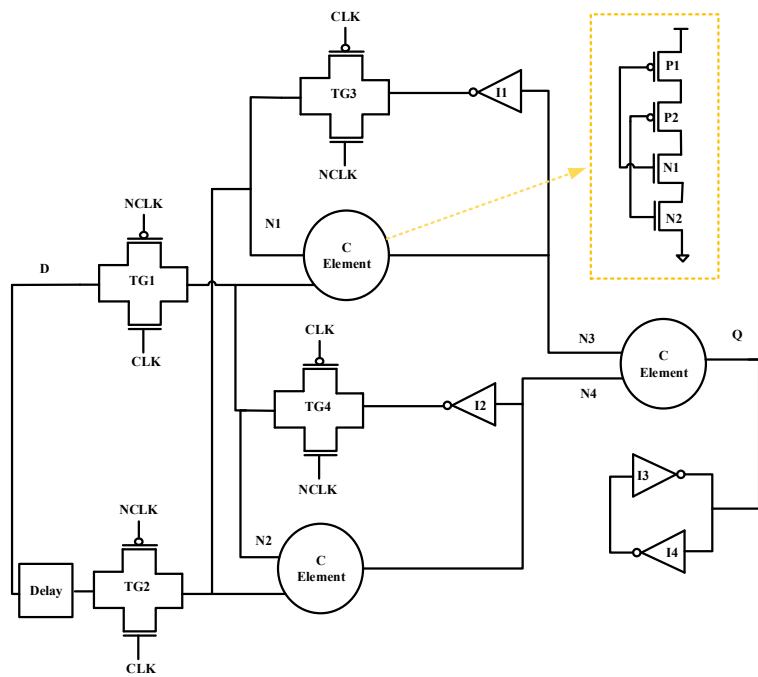 CLK
TG3
NCLK
I1
P1
P2
N1
N2
NCLK
D
TG1
CLK
N1
C
Element
CLK
TG4
NCLK
I2
N3
N4
C
Element
Q
I3
I4
NCLK
N2
C
Element
Delay
TG2
CLK